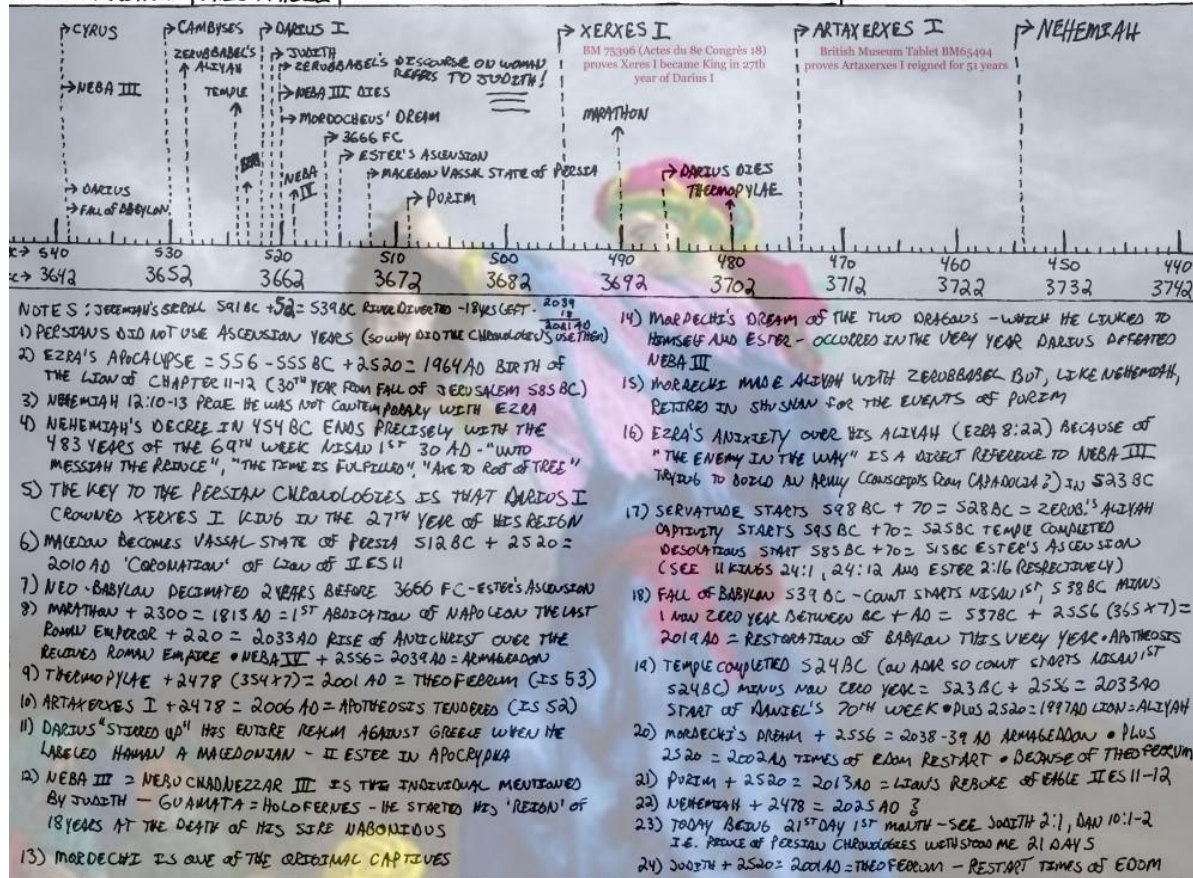 CYRUS
CAMBYSES
DARIUS I
XERXES I
ARTAXERXES I
NEHEMIAH
BM 75396 (Actes du 8e Congrès 18)
proves Xeres I became King in 27th
year of Darius I
British Museum Tablet BM65494
proves Artaxerxes I reigned for 51 years
ZERUBBABEL'S
ALIYAH
JUDITH
ZERUBBABEL'S DISCOURSE ON WOMAN
REFERS TO JUDITH!
NEBA III
TEMPLE
NEBA III DIES
MORDOCHEUS' DREAM
MARATHON
3666 FC
ESTER'S ASCENSION
MACEDON VASSAL STATE of PERSIA
NEBA
IV
DARIUS DIES
THERMOPYLAE
DARIUS
FALL of BABYLON
PURIM
540 530 520 510 500 490 480 470 460 450 440
3642 3652 3662 3672 3682 3692 3702 3712 3722 3732 3742
NOTES: JEREMIAH'S SCROLL 591 BC +52= 539 BC RIVER DIVERTED -18 YRS LEFT. 2039
18
2021 AD
1) PERSIANS DID NOT USE ASCENSION YEARS (so WHY DID THE CHRONOLOGERS USE THEM)
2) EZRA'S APOCALYPSE = 556 - 555 BC + 2520 = 1964 AD BIRTH of
THE LION of CHAPTER 11-12 (30TH YEAR FROM FALL of JERUSALEM 585 BC)
3) NEHEMIAH 12:10-13 PROVE HE WAS NOT CONTEMPORARY WITH EZRA
4) NEHEMIAH'S DECREE IN 454 BC ENDS PRECISELY WITH THE
483 YEARS OF THE 69TH WEEK NISAN 1ST 30 AD - "UNTO
MESSIAH THE PRINCE", "THE TIME IS FULFILLED", "AXE TO ROOT of TREE"
5) THE KEY TO THE PERSIAN CHRONOLOGIES IS THAT DARIUS I
CROWNED XERXES I KING IN THE 27TH YEAR of HIS REIGN
6) MACEDON BECOMES VASSAL STATE of PERSIA 512 BC + 2520 =
2010 AD 'CORONATION' of LION of II ES 11
7) NEO-BABYLON DECIMATED 2 YEARS BEFORE 3666 FC - ESTER'S ASCENSION
8) MARATHON + 2300 = 1813 AD = 1ST ABDICATION of NAPOLEON THE LAST
ROMAN EMPEROR + 220 = 2033 AD RISE of ANTICHRIST OVER THE
REVIVED ROMAN EMPIRE • NEBA IV + 2556 = 2039 AD = ARMAGEADON
9) THERMOPYLAE + 2478 (354x7) = 2001 AD = THEOFERRUM (IS 53)
10) ARTAXERXES I + 2478 = 2006 AD = APOTHEOSIS TENDERED (IS 52)
11) DARIUS "STIRRED UP" HIS ENTIRE REALM AGAINST GREECE WHEN HE
LABELED HAMAN A MACEDONIAN - II ESTER IN APOCRYPHA
12) NEBA III = NEBUCHADNEZZAR III IS THE INDIVIDUAL MENTIONED
BY JUDITH - GUAMATA = HOLOFERNES - HE STARTED HIS 'REIGN' OF
18 YEARS AT THE DEATH of HIS SIRE NABONIDUS
13) MORDECHI IS ONE of THE ORIGINAL CAPTIVES
14) MORDECHI'S DREAM of THE TWO DRAGONS - WHICH HE LINKED TO
HIMSELF AND ESTER - OCCURRED IN THE VERY YEAR DARIUS DEFEATED
NEBA III
15) MORDECHI MADE ALIYAH WITH ZERUBBABEL BUT, LIKE NEHEMIAH,
RETIRES IN SHUSHAN FOR THE EVENTS of PURIM
16) EZRA'S ANXIETY OVER HIS ALIYAH (EZRA 8:22) BECAUSE of
"THE ENEMY IN THE WAY" IS A DIRECT REFERENCE TO NEBA III
TRYING TO BUILD AN ARMY (CONSCRIPTS FROM CAPADOCIA?) IN 523 BC
17) SERVATUDE STARTS 598 BC + 70 = 528 BC = ZERUB.'S ALIYAH
CAPTIVITY STARTS 595 BC +70= 525 BC TEMPLE COMPLETED
DESOLATIONS START 585 BC +70= 515 BC ESTER'S ASCENSION
(SEE II KINGS 24:1, 24:12 AND ESTER 2:16 RESPECTIVELY)
18) FALL of BABYLON 539 BC - COUNT STARTS NISAN 1ST, 538 BC MINUS
1 NON ZERO YEAR BETWEEN BC + AD = 537 BC + 2556 (365x7)=
2019 AD = RESTORATION of BABYLON THIS VERY YEAR • APOTHEOSIS
19) TEMPLE COMPLETED 524 BC (ON ADAR SO COUNT STARTS NISAN 1ST
524 BC) MINUS NON ZERO YEAR = 523 BC + 2556 = 2033 AD
START of DANIEL'S 70TH WEEK • PLUS 2520 = 1997 AD LION = ALIYAH
20) MORDECHI'S DREAM + 2556 = 2038-39 AD ARMAGEDDON • PLUS
2520 = 2002 AD TIMES of EDOM RESTART • BECAUSE of THEOFERRUM
21) PURIM + 2520 = 2013 AD = LION'S REBUKE of EAGLE II ES 11-12
22) NEHEMIAH + 2478 = 2025 AD ?
23) TODAY BEING 21ST DAY 1ST MONTH - SEE JUDITH 2:1, DAN 10:1-2
I.E. PRINCE of PERSIAN CHRONOLOGIES WITHSTOOD ME 21 DAYS
24) JUDITH + 2520 = 2001 AD = THEOFERRUM - RESTART TIMES of EDOM